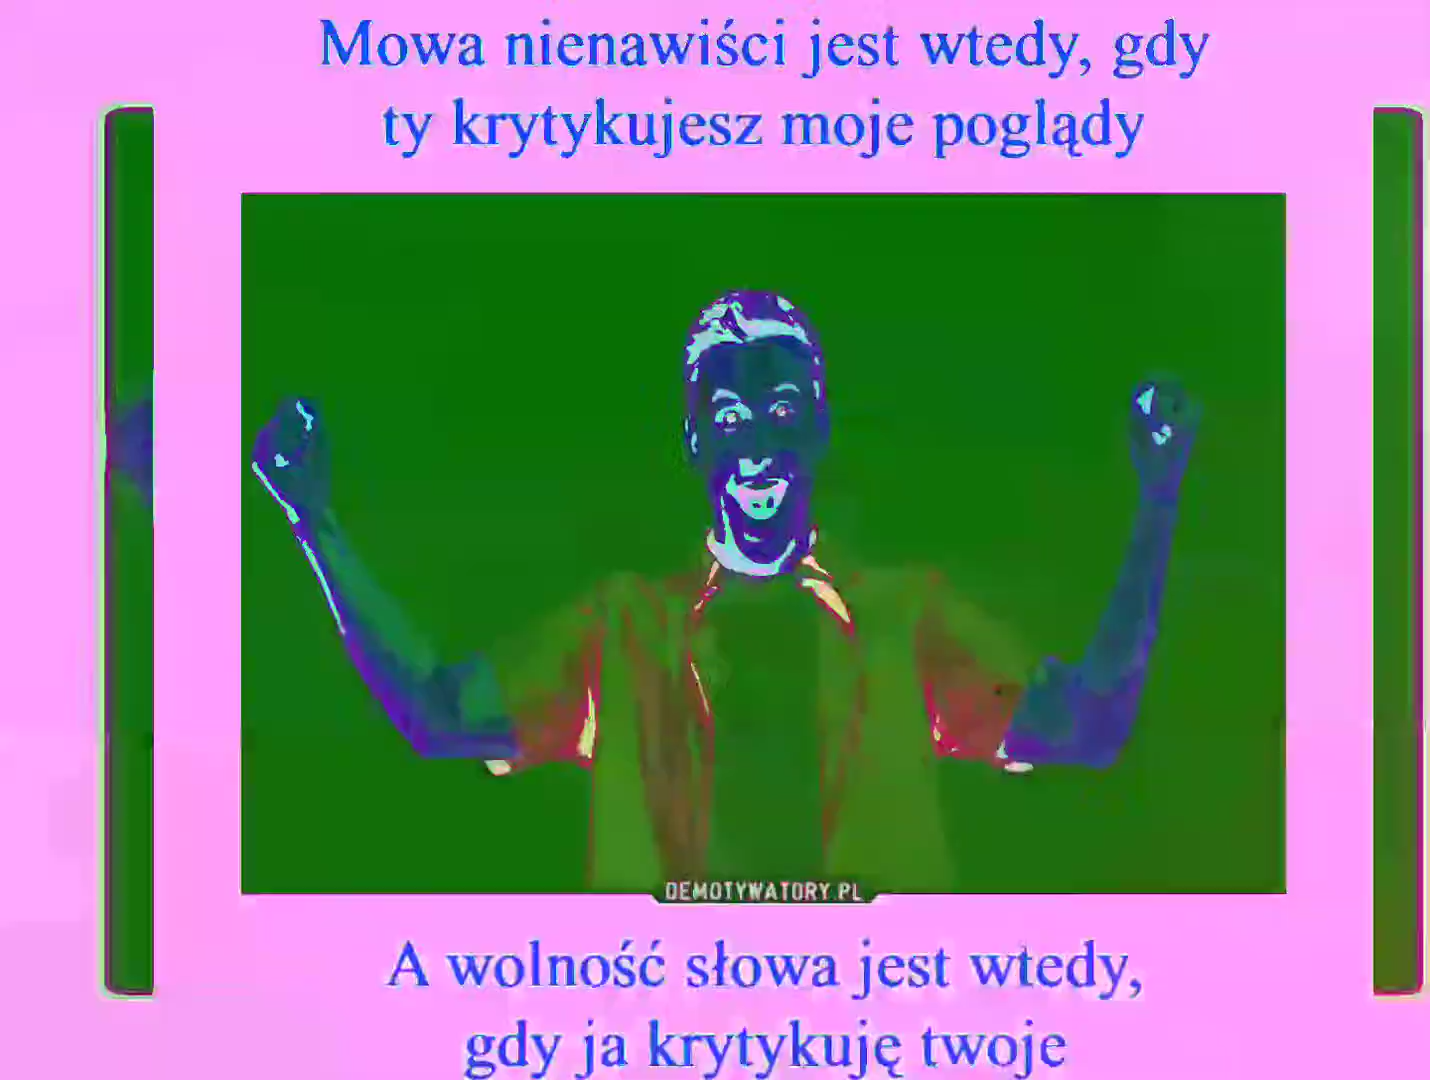 Mowa nienawiści jest wtedy, gdy
ty krytykujesz moje poglądy
DEMOTYWATORY.PL
A wolność słowa jest wtedy,
gdy ja krytykuję twoje